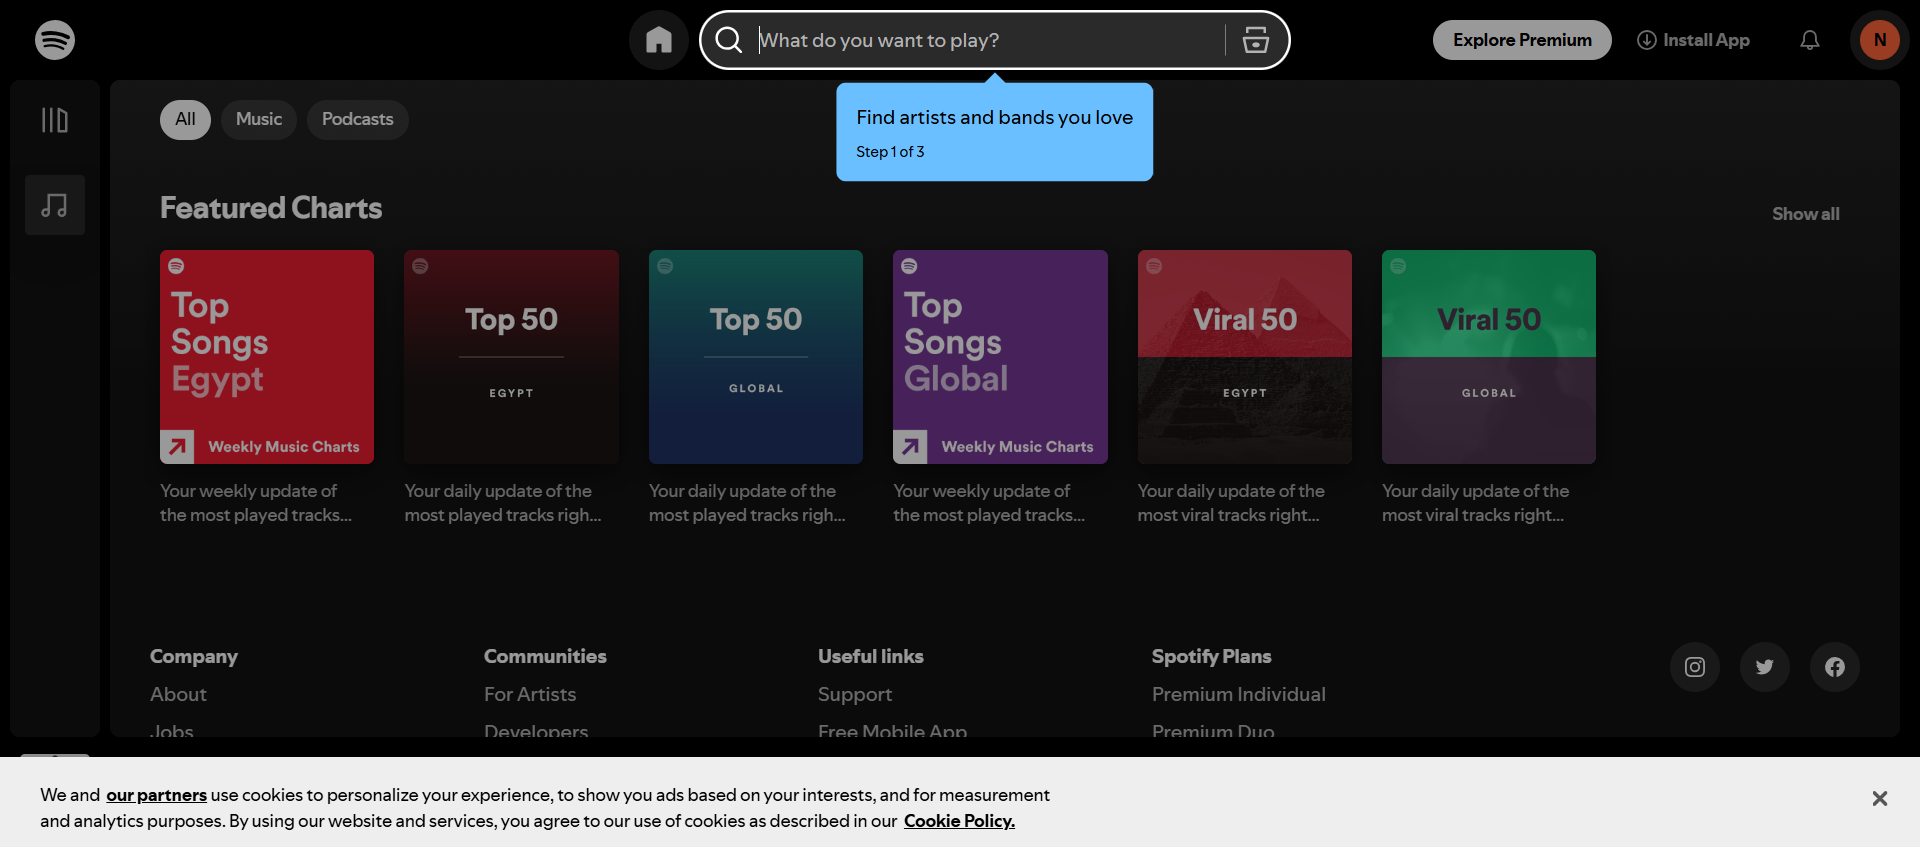 What do you want to play?
Explore Premium
Install App
N
All
Music
Podcasts
Find artists and bands you love
Step 1 of 3
Featured Charts
Show all
Top
Songs
Egypt
Weekly Music Charts
Top 50
EGYPT
Top 50
GLOBAL
Top
Songs
Global
Weekly Music Charts
Viral 50
EGYPT
Viral 50
GLOBAL
Your weekly update of
the most played tracks...
Your daily update of the
most played tracks righ...
Your daily update of the
most played tracks righ...
Your weekly update of
the most played tracks...
Your daily update of the
most viral tracks right...
Your daily update of the
most viral tracks right...
Company
About
Jobs
Communities
For Artists
Developers
Useful links
Support
Free Mobile App
Spotify Plans
Premium Individual
Premium Duo
We and our partners use cookies to personalize your experience, to show you ads based on your interests, and for measurement
and analytics purposes. By using our website and services, you agree to our use of cookies as described in our Cookie Policy.